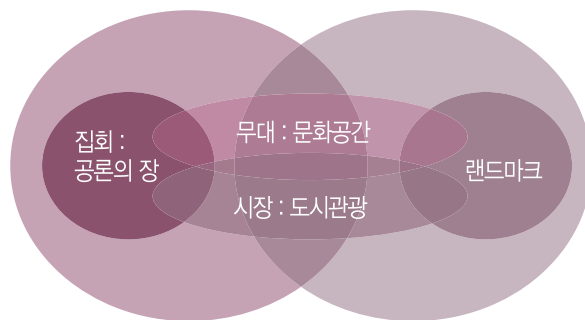 집회 :
공론의 장
무대 : 문화공간
시장 : 도시관광
랜드마크